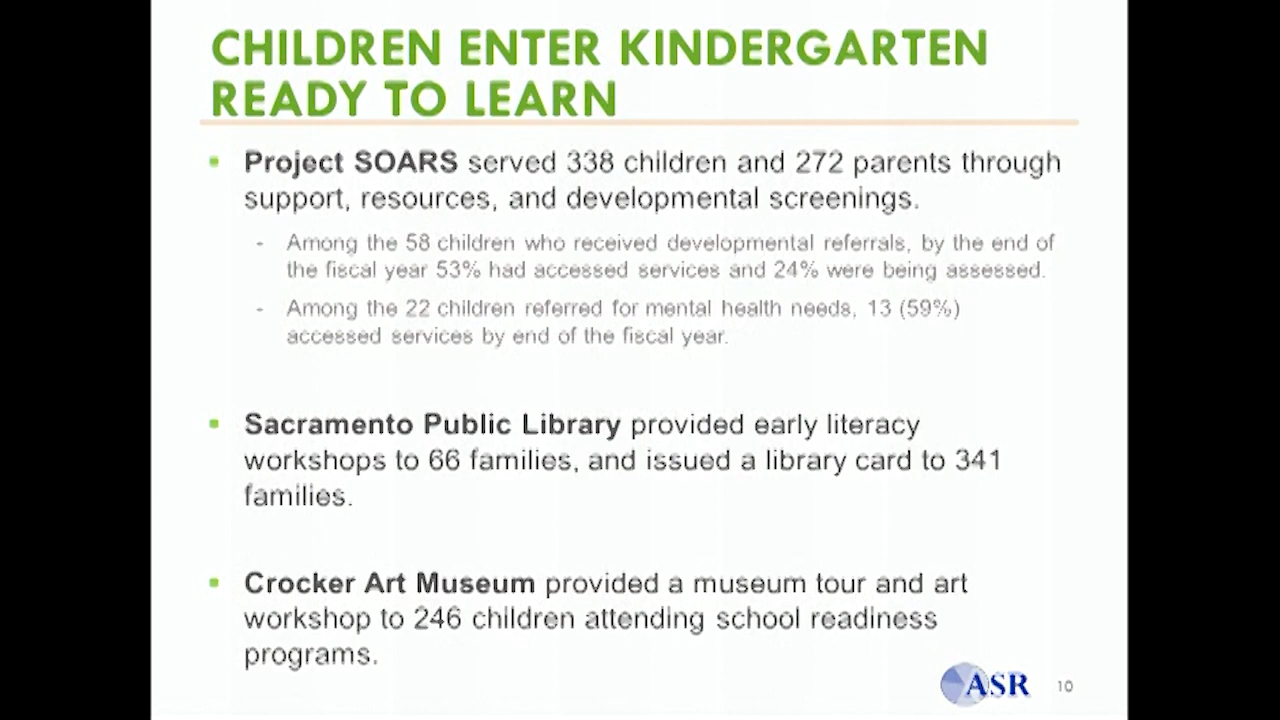 CHILDREN ENTER KINDERGARTEN
READY TO LEARN
▪ Project SOARS served 338 children and 272 parents through
support, resources, and developmental screenings.
- Among the 58 children who received developmental referrals, by the end of
the fiscal year 53% had accessed services and 24% were being assessed.
- Among the 22 children referred for mental health needs, 13 (59%)
accessed services by end of the fiscal year.
▪ Sacramento Public Library provided early literacy
workshops to 66 families, and issued a library card to 341
families.
▪ Crocker Art Museum provided a museum tour and art
workshop to 246 children attending school readiness
programs.
ASR 10